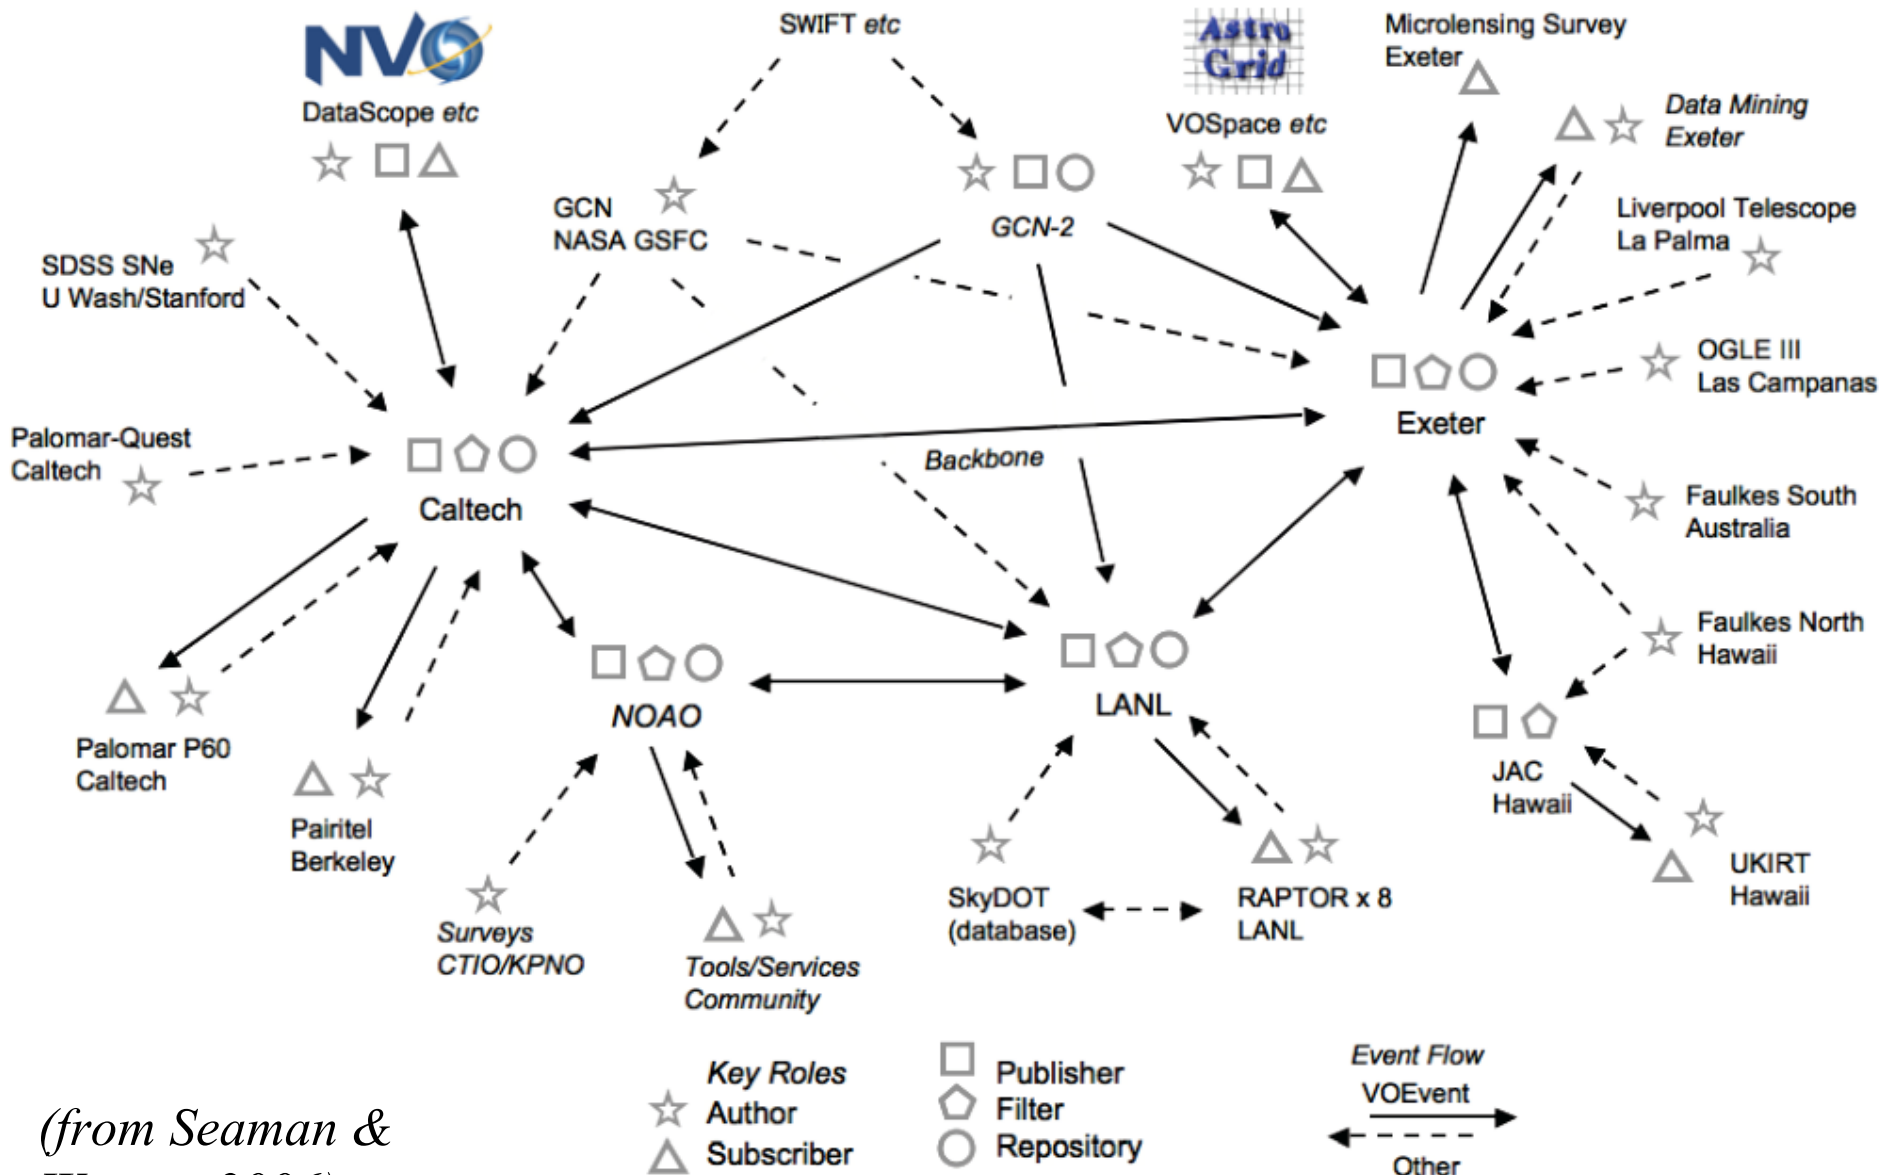 NVO
DataScope etc
SWIFT etc
Astro
Grid
VOSpace etc
Microlensing Survey
Exeter
Data Mining
Exeter
GCN
NASA GSFC
GCN-2
Liverpool Telescope
La Palma
SDSS SNe
U Wash/Stanford
OGLE III
Las Campanas
Exeter
Palomar-Quest
Caltech
Backbone
Caltech
Faulkes South
Australia
Faulkes North
Hawaii
NOAO
LANL
Palomar P60
Caltech
JAC
Hawaii
Pairitel
Berkeley
UKIRT
Hawaii
SkyDOT
(database)
RAPTOR x 8
LANL
Surveys
CTIO/KPNO
Tools/Services
Community
Key Roles
Author
Subscriber
Publisher
Filter
Repository
Event Flow
VOEvent
Other
(from Seaman &